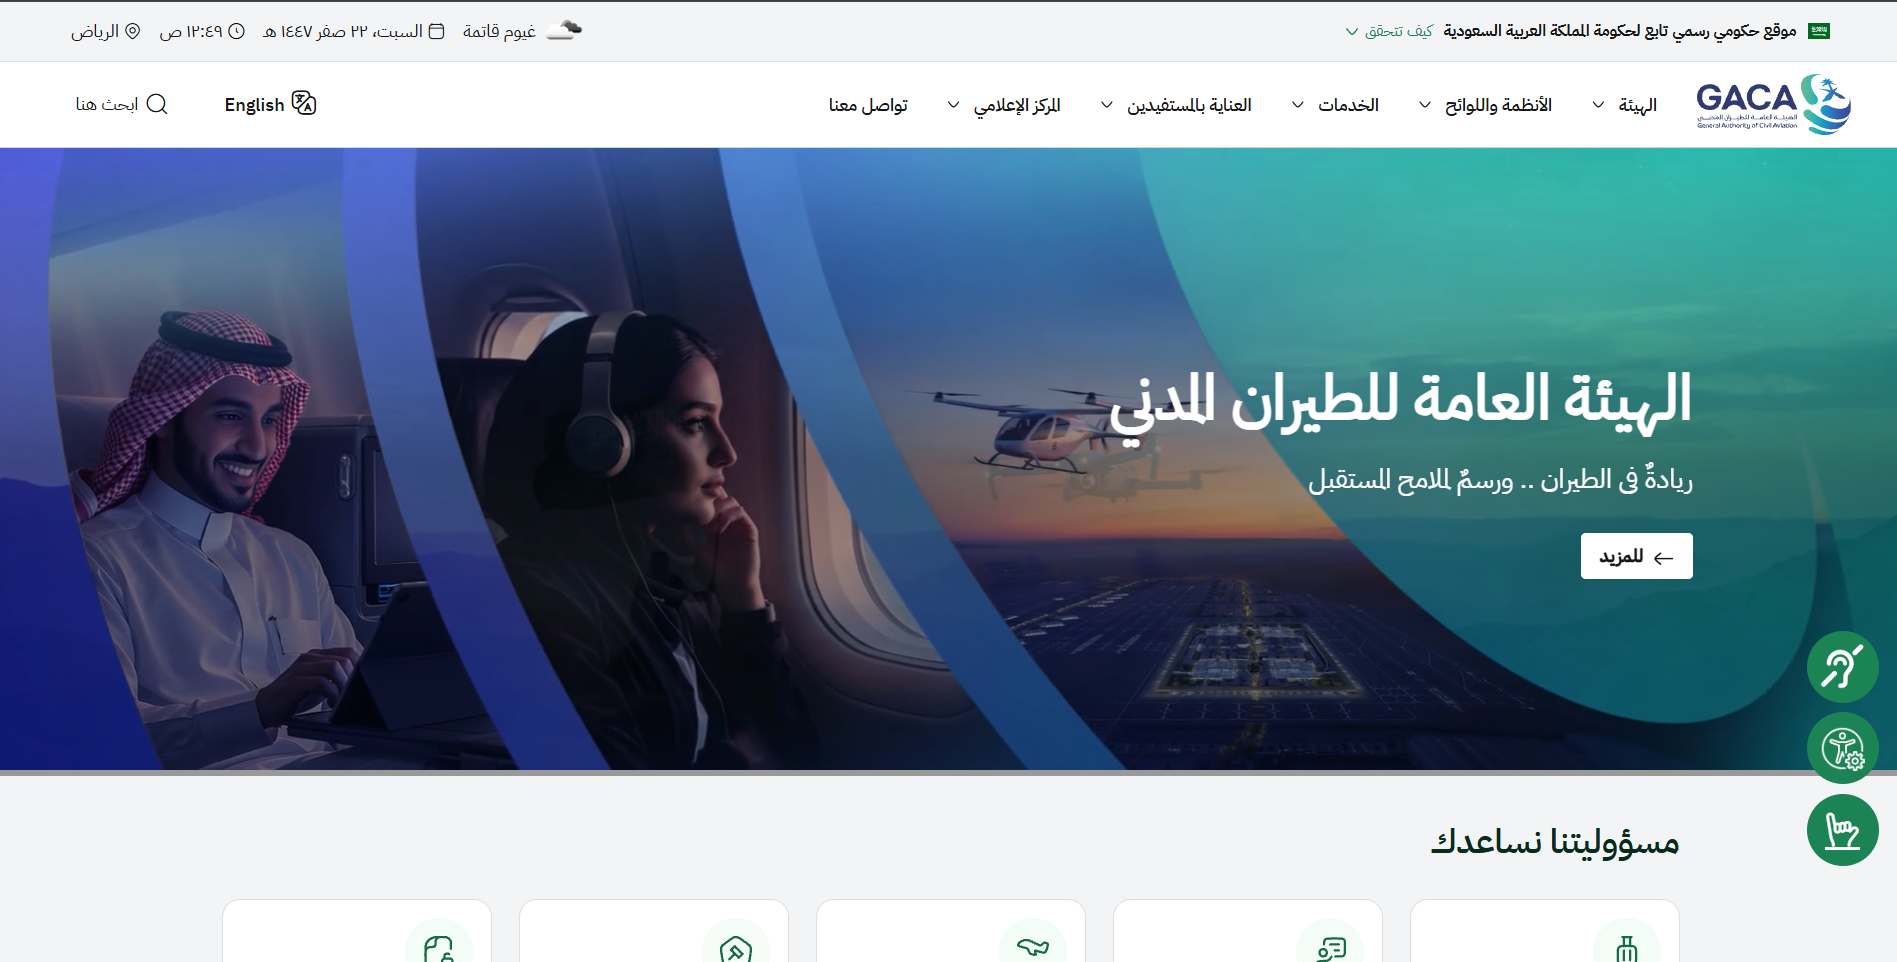 موقع حكومي رسمي تابع لحكومة المملكة العربية السعودية كيف تتحقق
غيوم قاتمة السبت، ٢٢ صفر ١٤٤٧ هـ ١٢:٤٩ ص الرياض
GACA
الهيئة العامة للطيران المدني
General Authority of Civil Aviation
الهيئة الأنظمة واللوائح الخدمات العناية بالمستفيدين المركز الإعلامي تواصل معنا English ابحث هنا
الهيئة العامة للطيران المدني
ريادةٌ فى الطيران .. ورسمٌ لملامح المستقبل
للمزيد
مسؤوليتنا نساعدك